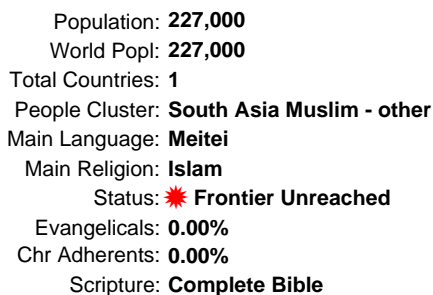 Population: 227,000
World Popl: 227,000
Total Countries: 1
People Cluster: South Asia Muslim - other
Main Language: Meitei
Main Religion: Islam
Status: Frontier Unreached
Evangelicals: 0.00%
Chr Adherents: 0.00%
Scripture: Complete Bible